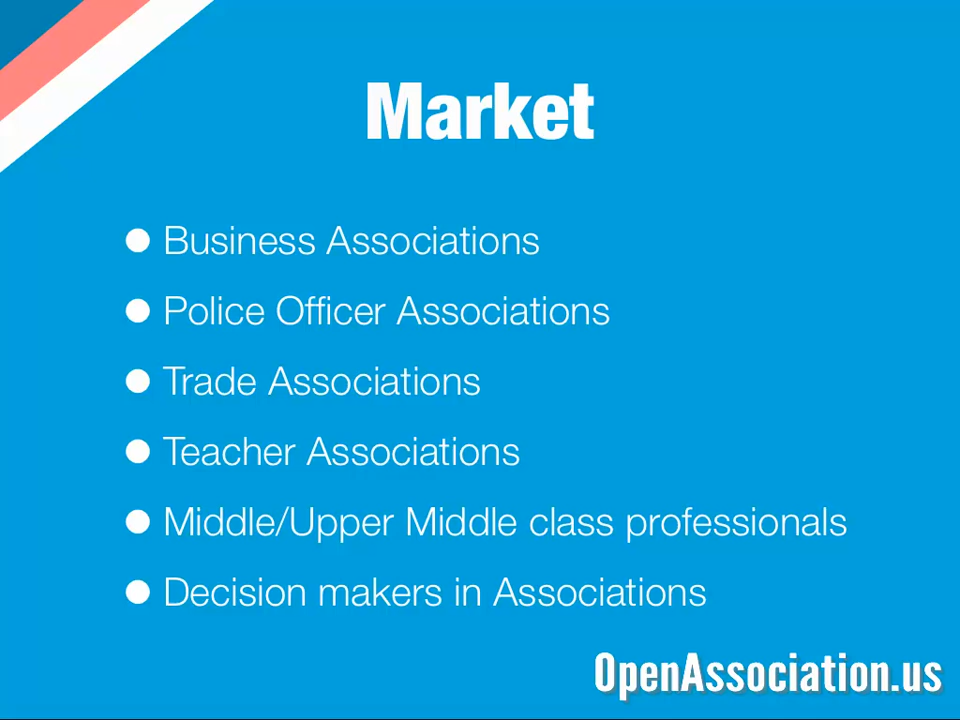 Market
Business Associations
Police Officer Associations
Trade Associations
Teacher Associations
Middle/Upper Middle class professionals
Decision makers in Associations
OpenAssociation.us